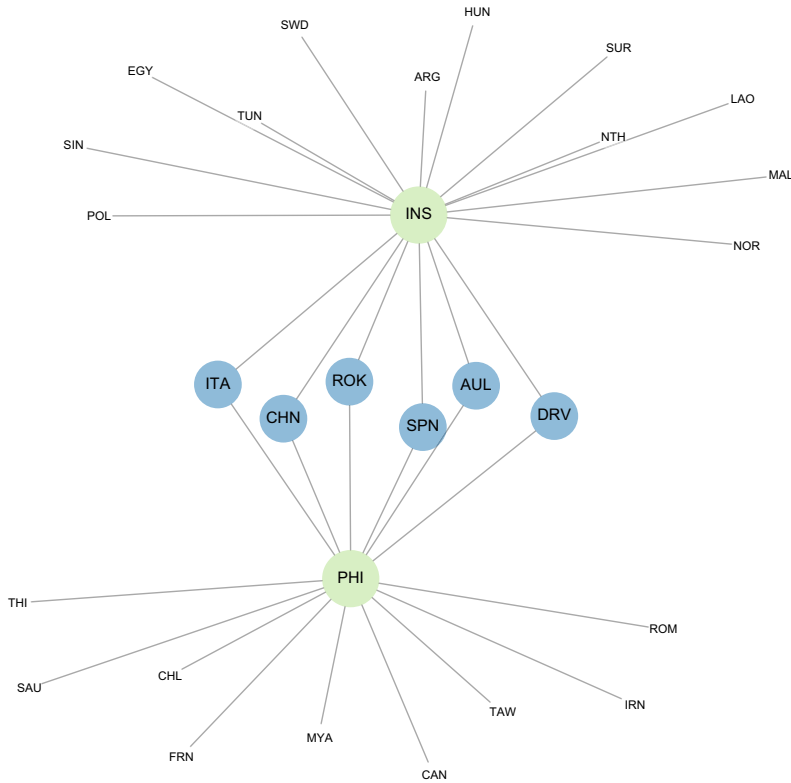 HUN
SWD
SUR
EGY
ARG
LAO
TUN
NTH
SIN
MAL
POL
INS
NOR
ITA
ROK
AUL
CHN
SPN
DRV
PHI
THI
ROM
CHL
SAU
IRN
TAW
MYA
FRN
CAN